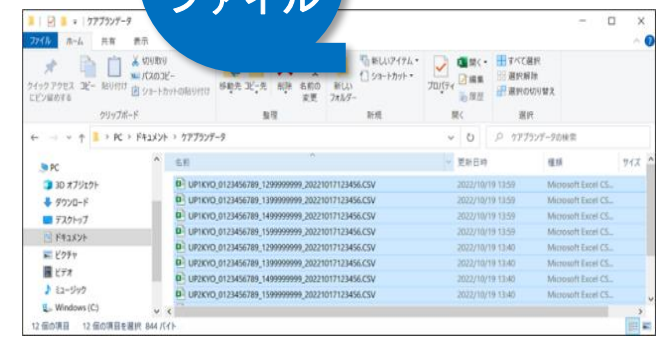 ファイル
ケアプランデータ
ファイル ホーム 共有 表示
クイック アクセス
にピン留めする
コピー 貼り付け
切り取り
パスのコピー
ショートカットの貼り付け
移動先 コピー先 削除 名前の
変更
新しい
フォルダー
新しいアイテム
ショートカット
プロパティ
開く
編集
履歴
すべて選択
選択解除
選択の切り替え
クリップボード 整理 新規 開く 選択
PC › ドキュメント › ケアプランデータ
ケアプランデータの検索
名前 更新日時 種類 サイズ
PC
3D オブジェクト
ダウンロード
デスクトップ
ドキュメント
ピクチャ
ビデオ
ミュージック
Windows (C:)
UP1KYO_0123456789_1299999999_20221017123456.CSV 2022/10/19 13:59 Microsoft Excel CS...
UP1KYO_0123456789_1399999999_20221017123456.CSV 2022/10/19 13:59 Microsoft Excel CS...
UP1KYO_0123456789_1599999999_20221017123456.CSV 2022/10/19 13:59 Microsoft Excel CS...
UP2KYO_0123456789_1299999999_20221017123456.CSV 2022/10/19 13:40 Microsoft Excel CS...
UP2KYO_0123456789_1399999999_20221017123456.CSV 2022/10/19 13:40 Microsoft Excel CS...
UP2KYO_0123456789_1499999999_20221017123456.CSV 2022/10/19 13:40 Microsoft Excel CS...
UP2KYO_0123456789_1599999999_20221017123456.CSV 2022/10/19 13:40 Microsoft Excel CS...
12 個の項目 12 個の項目を選択 844 バイト